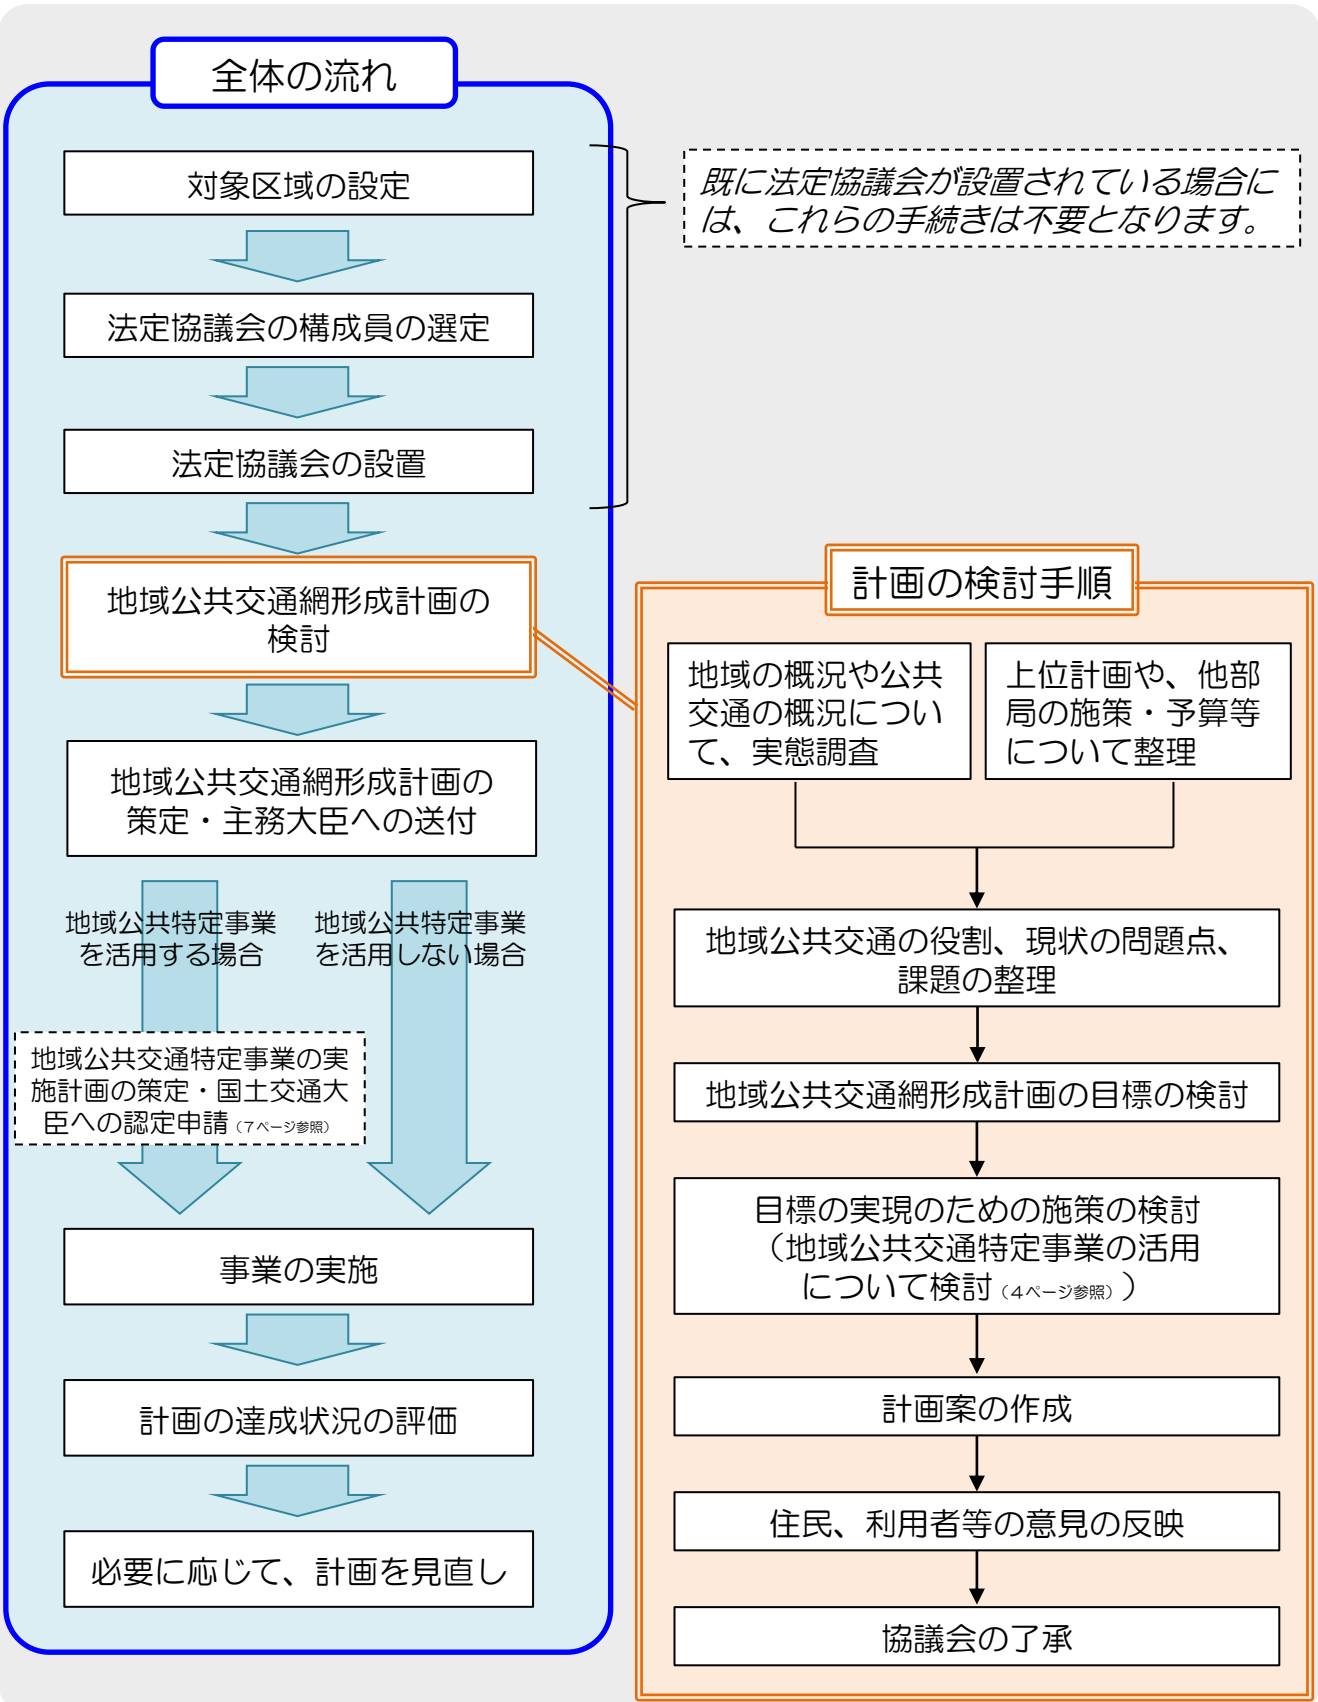 全体の流れ
対象区域の設定
法定協議会の構成員の選定
法定協議会の設置
既に法定協議会が設置されている場合に
は、これらの手続きは不要となります。
地域公共交通網形成計画の
検討
地域公共交通網形成計画の
策定・主務大臣への送付
地域公共特定事業
を活用する場合
地域公共特定事業
を活用しない場合
地域公共交通特定事業の実
施計画の策定・国土交通大
臣への認定申請（7ページ参照）
事業の実施
計画の達成状況の評価
必要に応じて、計画を見直し
計画の検討手順
地域の概況や公共
交通の概況につい
て、実態調査
上位計画や、他部
局の施策・予算等
について整理
地域公共交通の役割、現状の問題点、
課題の整理
地域公共交通網形成計画の目標の検討
目標の実現のための施策の検討
（地域公共交通特定事業の活用
について検討（4ページ参照））
計画案の作成
住民、利用者等の意見の反映
協議会の了承